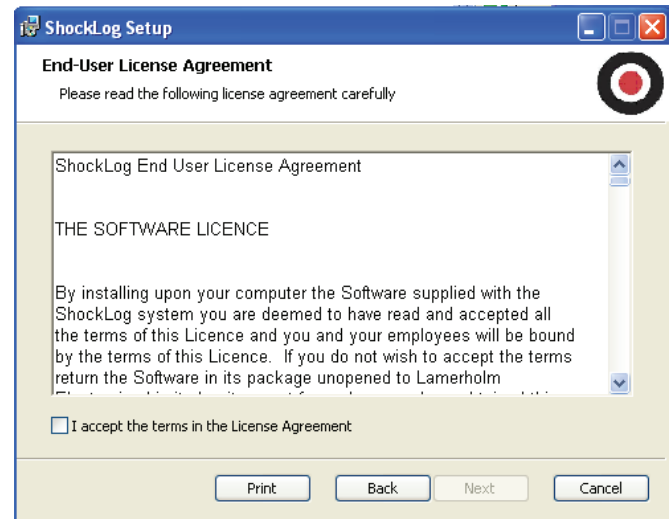 ShockLog Setup
End-User License Agreement
Please read the following license agreement carefully
ShockLog End User License Agreement
THE SOFTWARE LICENCE
By installing upon your computer the Software supplied with the
ShockLog system you are deemed to have read and accepted all
the terms of this Licence and you and your employees will be bound
by the terms of this Licence.  If you do not wish to accept the terms
return the Software in its package unopened to Lamerholm
I accept the terms in the License Agreement
Print Back Next Cancel